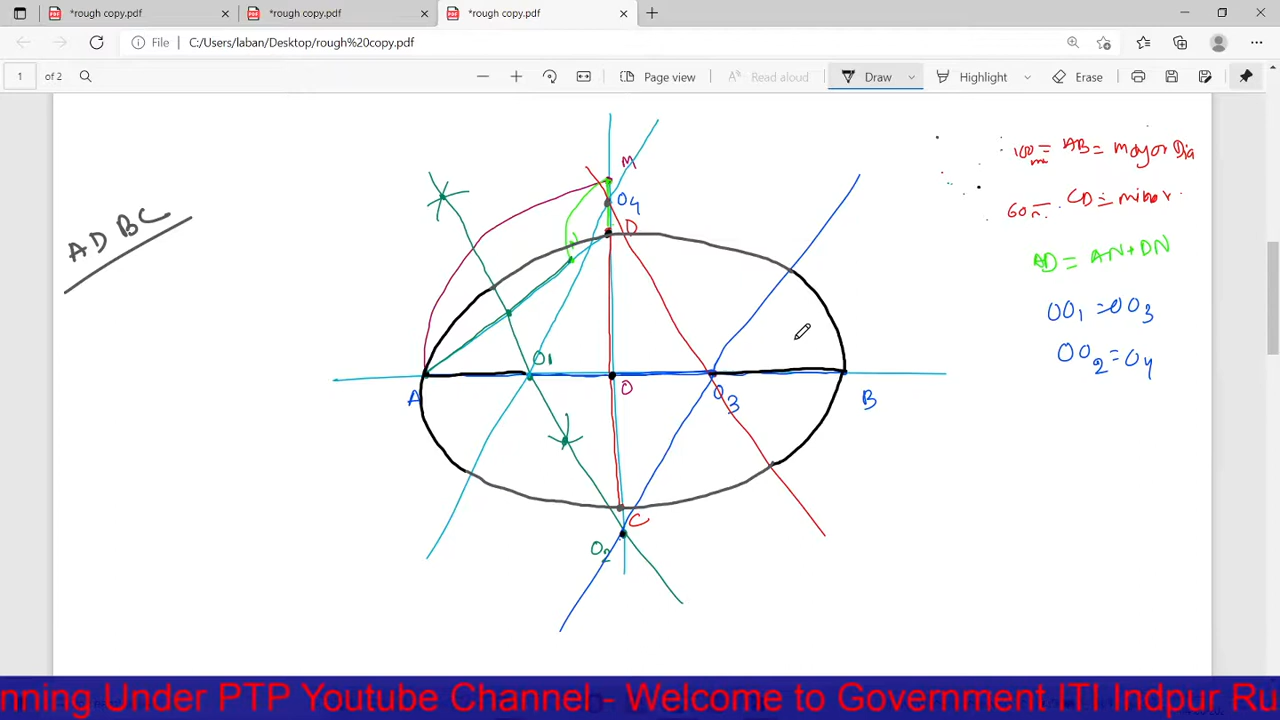 *rough copy.pdf
*rough copy.pdf
*rough copy.pdf
File
C:/Users/laban/Desktop/rough%20copy.pdf
1
of 2
Page view
Read aloud
Draw
Highlight
Erase
ADBC
M
O4
D
N
O1
A
O
O3
B
C
O2
AB = mayor Dia
CD = minor
AD = AN + DN
OO1 = OO3
OO2 = O4
nning Under PTP Youtube Channel- Welcome to Government ITI Indpur Ru